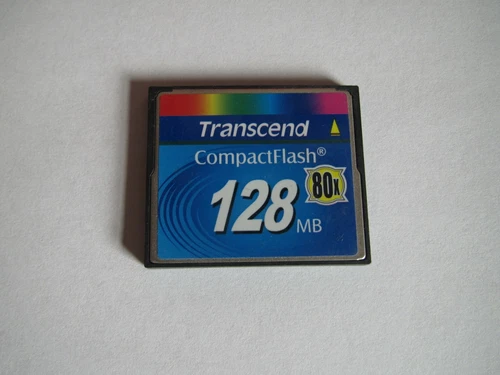 Transcend
CompactFlash®
80x
128 MB